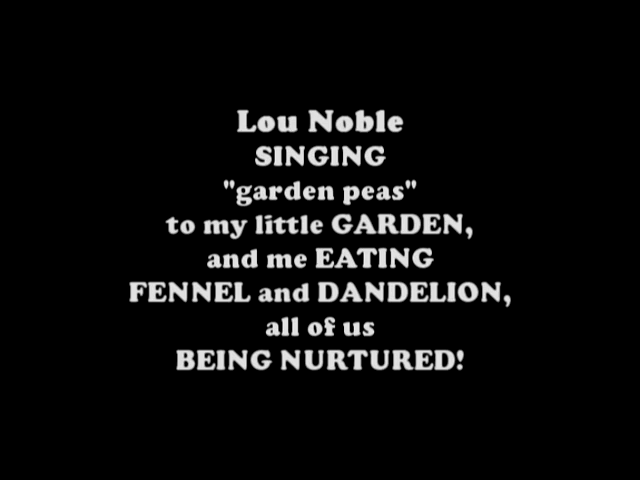 Lou Noble
SINGING
"garden peas"
to my little GARDEN,
and me EATING
FENNEL and DANDELION,
all of us
BEING NURTURED!